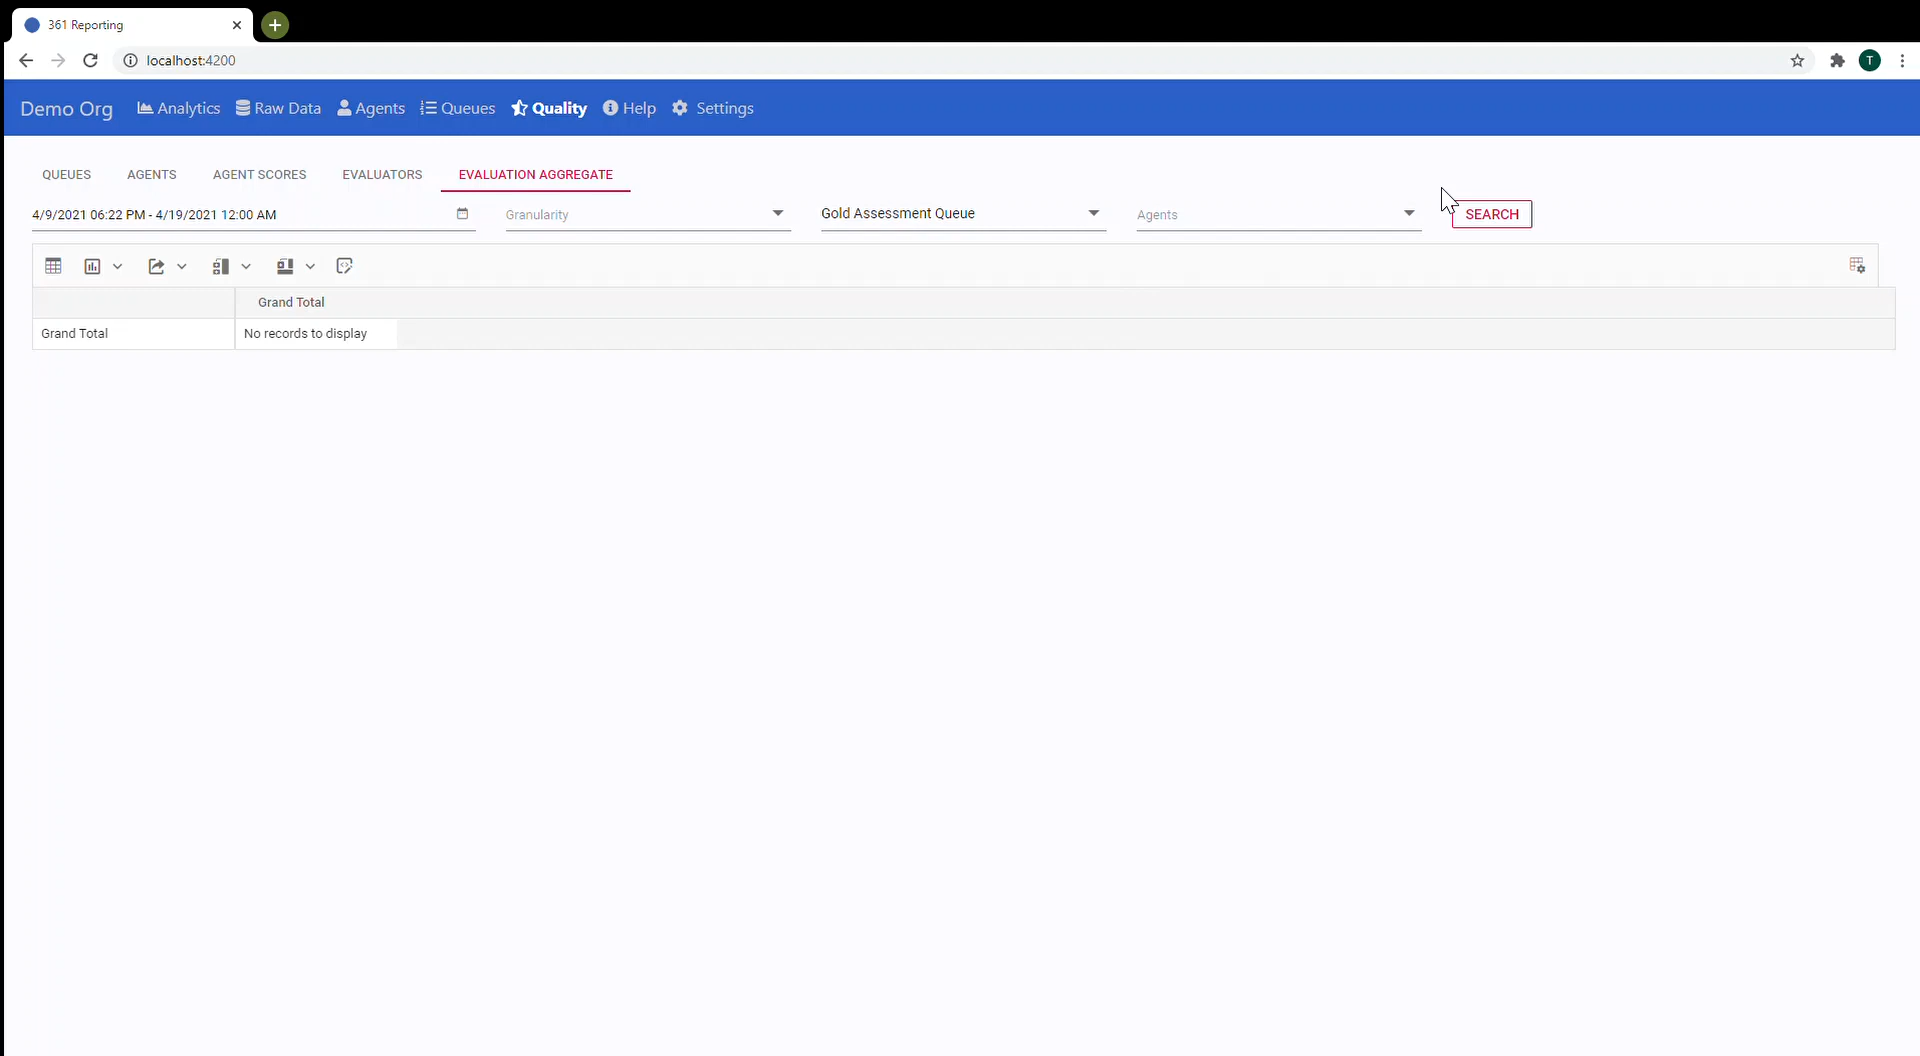 361 Reporting
localhost:4200
T
Demo Org Analytics Raw Data Agents Queues Quality Help Settings
QUEUES AGENTS AGENT SCORES EVALUATORS EVALUATION AGGREGATE
4/9/2021 06:22 PM - 4/19/2021 12:00 AM Granularity Gold Assessment Queue Agents SEARCH
Grand Total
Grand Total No records to display